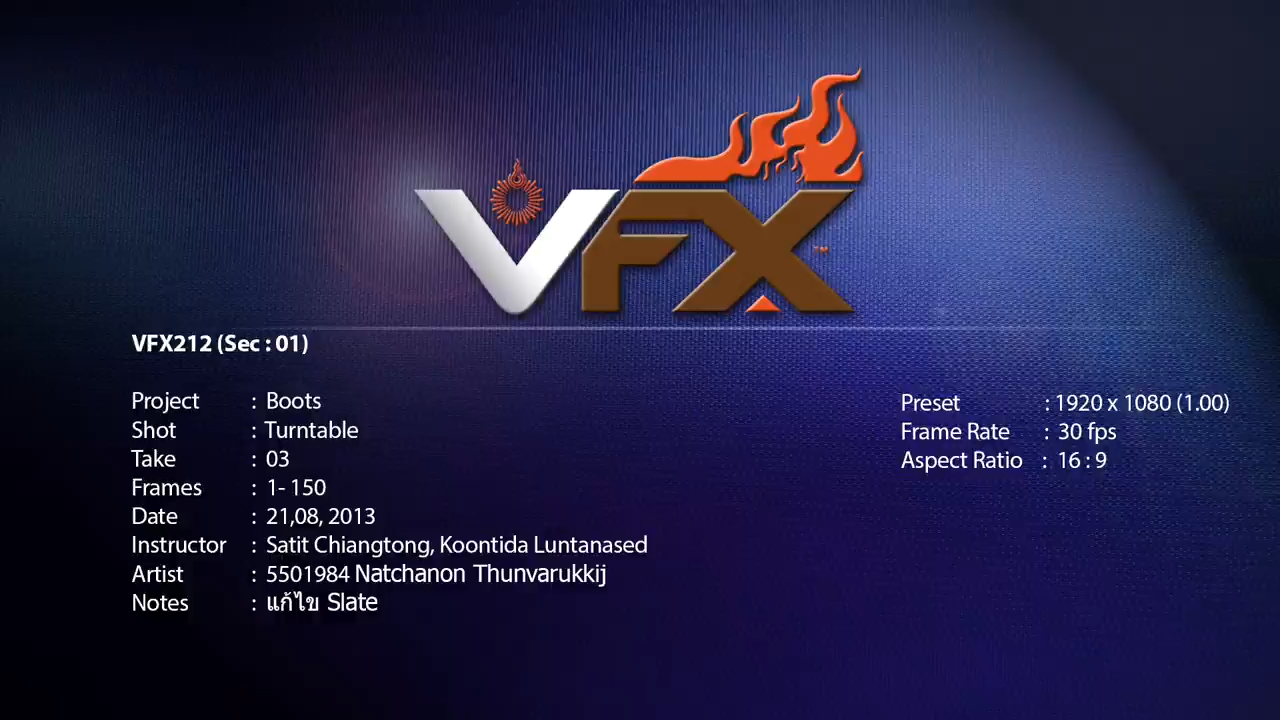 VFX
VFX212 (Sec : 01)
Project : Boots
Shot : Turntable
Take : 03
Frames : 1- 150
Date : 21,08, 2013
Instructor : Satit Chiangtong, Koontida Luntanased
Artist : 5501984 Natchanon Thunvarukkij
Notes : แก้ไข Slate
Preset : 1920 x 1080 (1.00)
Frame Rate : 30 fps
Aspect Ratio : 16 : 9